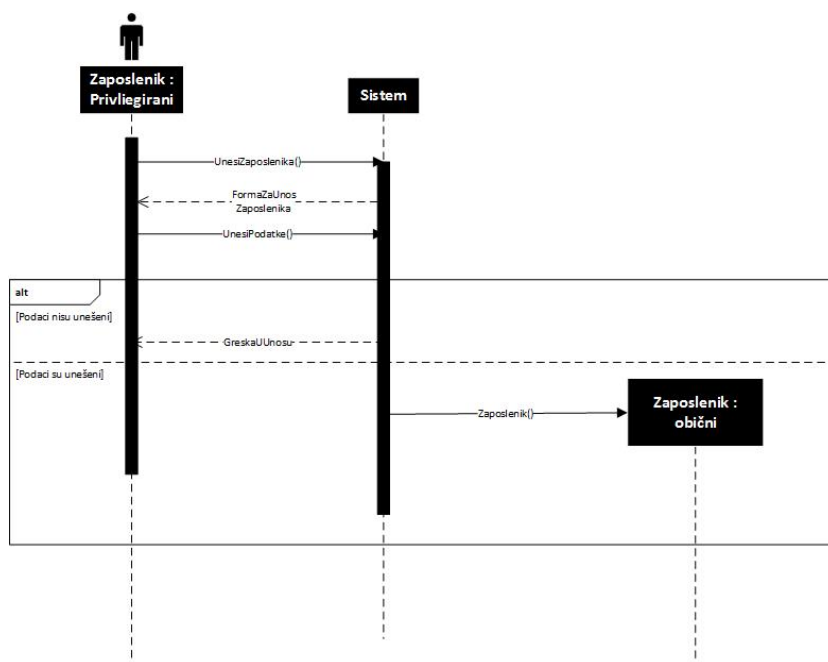 Zaposlenik :
Privliegirani
Sistem
UnesiZaposlenika()
FormaZaUnos
Zaposlenika
UnesiPodatke()
alt
[Podaci nisu unešeni]
GreskaUUnosu
[Podaci su unešeni]
Zaposlenik()
Zaposlenik :
obični